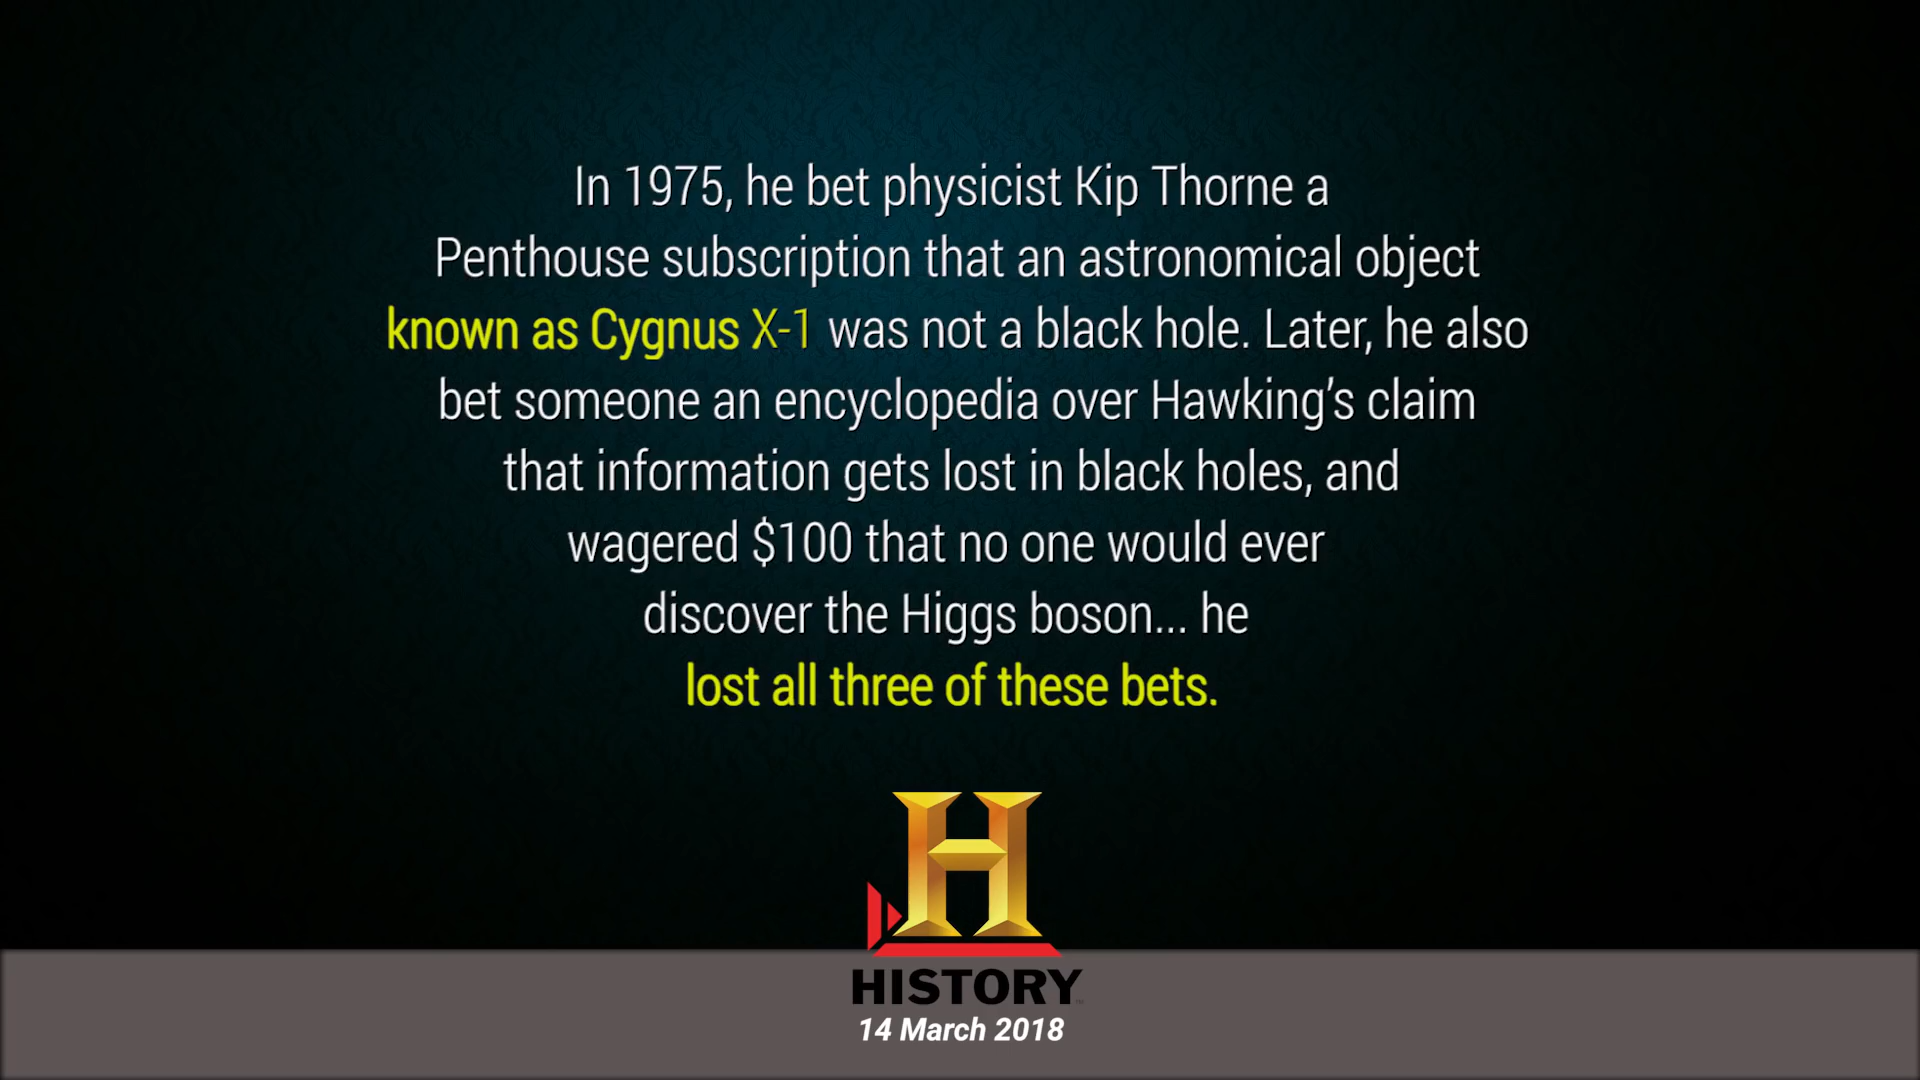 In 1975, he bet physicist Kip Thorne a
Penthouse subscription that an astronomical object
known as Cygnus X-1 was not a black hole. Later, he also
bet someone an encyclopedia over Hawking’s claim
that information gets lost in black holes, and
wagered $100 that no one would ever
discover the Higgs boson... he
lost all three of these bets.
H
HISTORY
14 March 2018